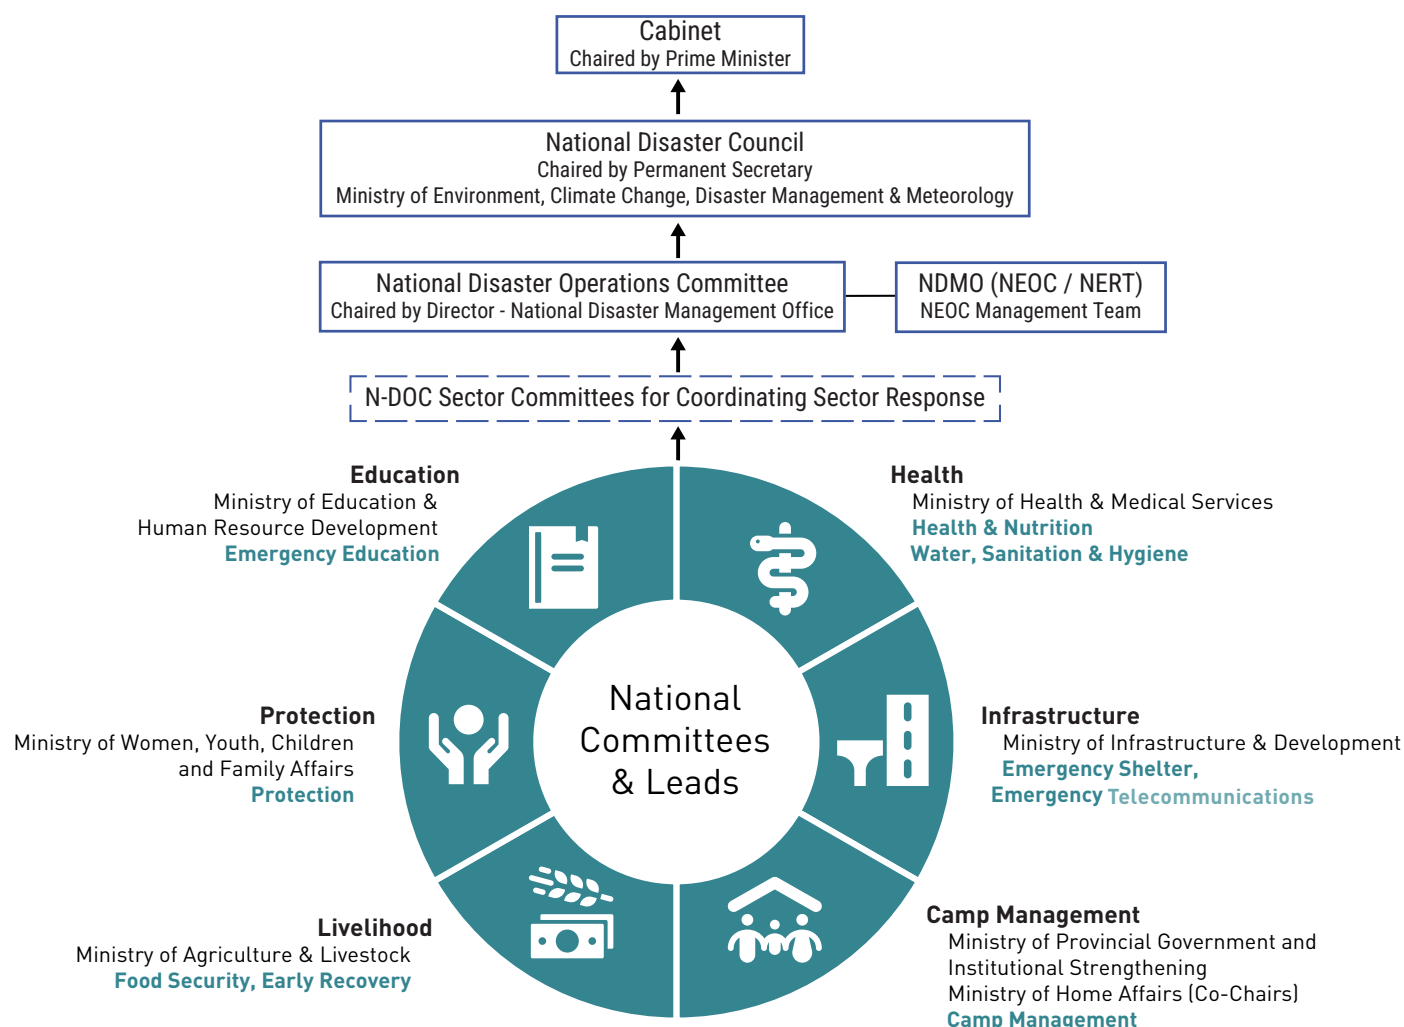 Cabinet
Chaired by Prime Minister
National Disaster Council
Chaired by Permanent Secretary
Ministry of Environment, Climate Change, Disaster Management & Meteorology
National Disaster Operations Committee
Chaired by Director - National Disaster Management Office
NDMO (NEOC / NERT)
NEOC Management Team
N-DOC Sector Committees for Coordinating Sector Response
Education
Ministry of Education &
Human Resource Development
Emergency Education
Health
Ministry of Health & Medical Services
Health & Nutrition
Water, Sanitation & Hygiene
Protection
Ministry of Women, Youth, Children
and Family Affairs
Protection
National
Committees
& Leads
Infrastructure
Ministry of Infrastructure & Development
Emergency Shelter,
Emergency Telecommunications
Livelihood
Ministry of Agriculture & Livestock
Food Security, Early Recovery
Camp Management
Ministry of Provincial Government and
Institutional Strengthening
Ministry of Home Affairs (Co-Chairs)
Camp Management